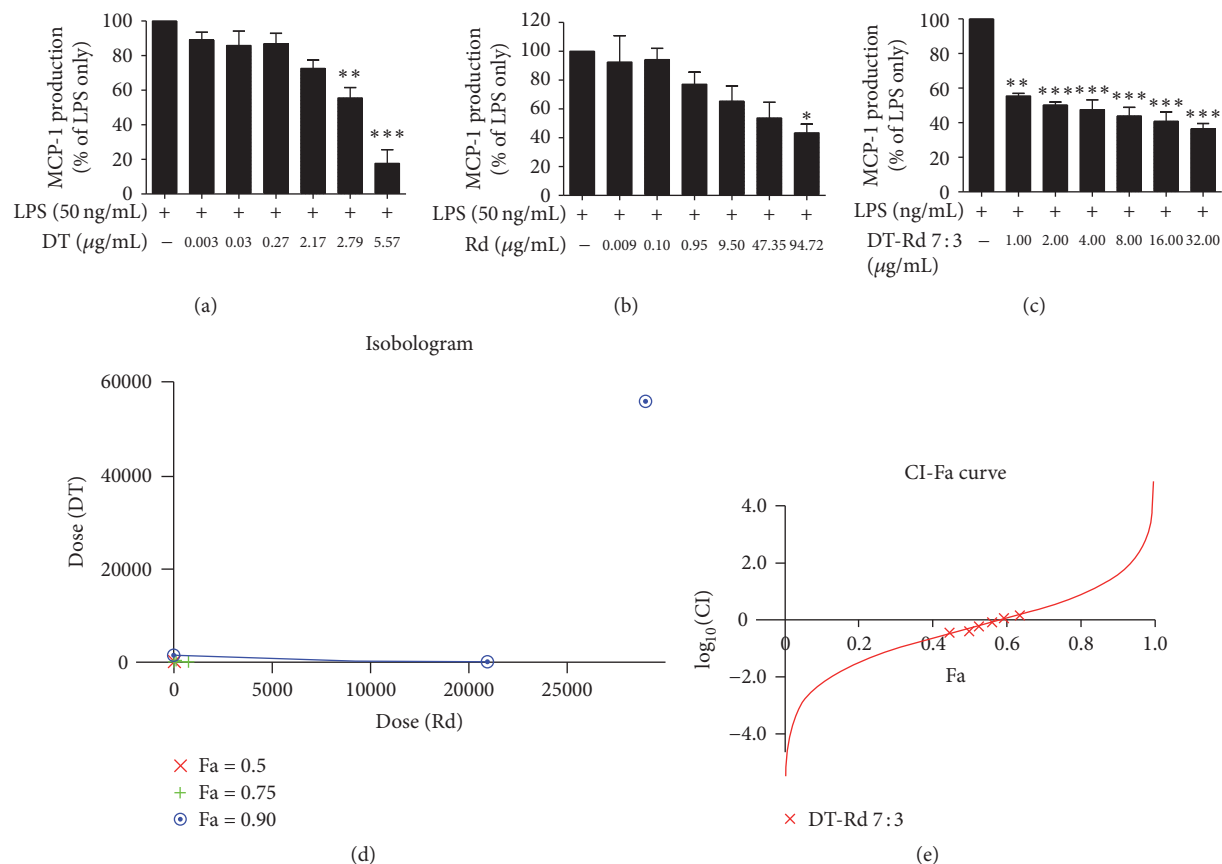 MCP-1 production
(% of LPS only)
100
80
60
40
20
0
**
***
LPS (50 ng/mL) + + + + + + +
DT (μg/mL) − 0.003 0.03 0.27 2.17 2.79 5.57
(a)
MCP-1 production
(% of LPS only)
120
100
80
60
40
20
0
*
LPS (50 ng/mL) + + + + + + +
Rd (μg/mL) − 0.009 0.10 0.95 9.50 47.35 94.72
(b)
MCP-1 production
(% of LPS only)
100
80
60
40
20
0
** *** *** *** *** ***
LPS (ng/mL) + + + + + + +
DT-Rd 7:3 − 1.00 2.00 4.00 8.00 16.00 32.00
(μg/mL)
(c)
Isobologram
Dose (DT)
60000
40000
20000
0
0 5000 10000 20000 25000
Dose (Rd)
Fa = 0.5
Fa = 0.75
Fa = 0.90
(d)
CI-Fa curve
log10(CI)
4.0
2.0
0
−2.0
−4.0
0 0.2 0.4 0.6 0.8 1.0
Fa
DT-Rd 7:3
(e)